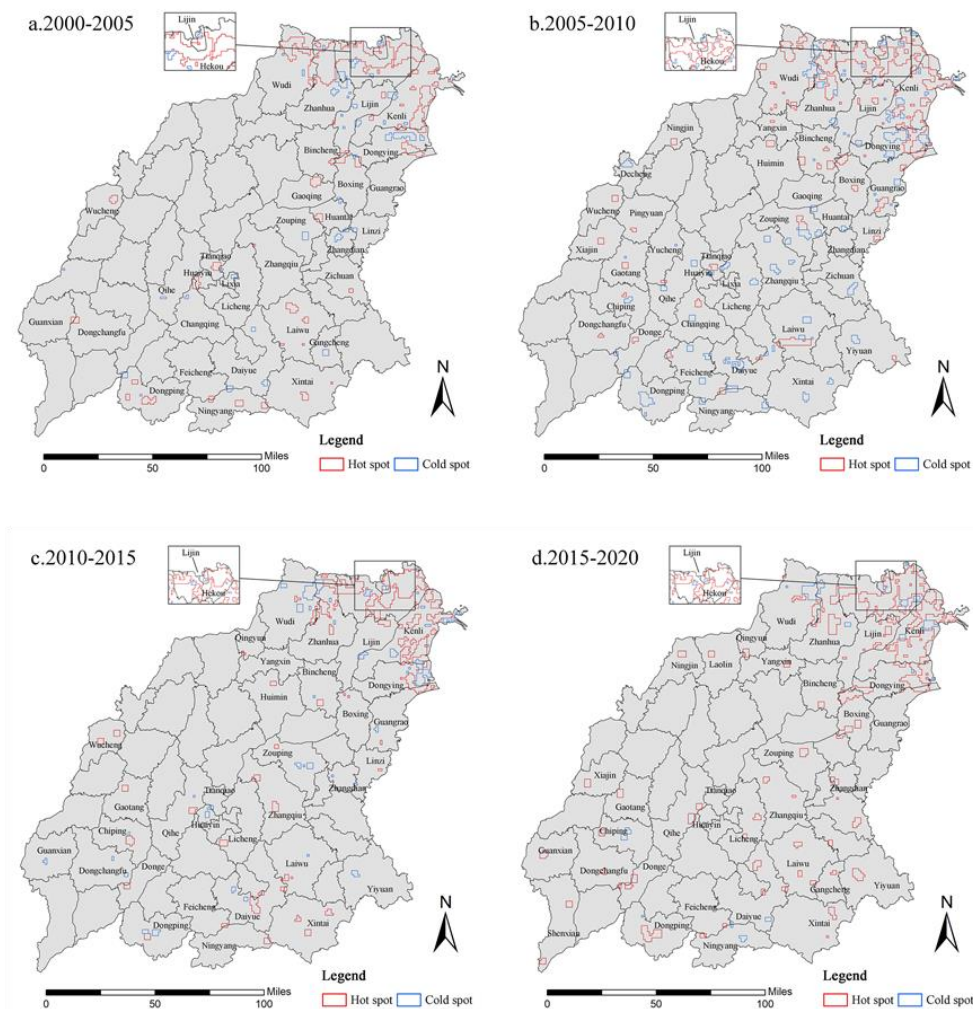 a.2000-2005
Lijin
Hekou
Wudi
Zhanhua
Lijin
Kenli
Bincheng
Dongying
Gaoqing
Boxing
Guangrao
Wucheng
Zouping
Huantai
Linzi
Zhangdian
Tianqiao
Zhangqiu
Huaiyin
Lixia
Zichuan
Qihe
Licheng
Guanxian
Dongchangfu
Changqing
Laiwu
Gangcheng
Feicheng
Daiyue
Xintai
Dongping
Ningyang
N
Legend
Hot spot
Cold spot
0 50 100 Miles
b.2005-2010
Lijin
Hekou
Wudi
Kenli
Zhanhua
Lijin
Ningjin
Yangxin
Bincheng
Dongying
Decheng
Huimin
Boxing
Guangrao
Wucheng
Pingyuan
Gaoqing
Zouping
Huantai
Linzi
Xiajin
Yucheng
Tianqiao
Zhangdian
Gaotang
Huaiyin
Lixia
Zhangqiu
Zichuan
Chiping
Qihe
Dongchangfu
Donge
Changqing
Laiwu
Yiyuan
Feicheng
Daiyue
Xintai
Dongping
Ningyang
N
Legend
Hot spot
Cold spot
0 50 100 Miles
c.2010-2015
Lijin
Hekou
Wudi
Kenli
Qingyun
Zhanhua
Lijin
Yangxin
Bincheng
Dongying
Huimin
Boxing
Guangrao
Wucheng
Zouping
Linzi
Zhangdian
Tianqiao
Gaotang
Huaiyin
Zhangqiu
Chiping
Qihe
Licheng
Guanxian
Dongchangfu
Donge
Laiwu
Yiyuan
Feicheng
Daiyue
Xintai
Dongping
Ningyang
N
Legend
Hot spot
Cold spot
0 50 100 Miles
d.2015-2020
Lijin
Hekou
Wudi
Kenli
Qingyun
Zhanhua
Lijin
Ningjin
Laolin
Yangxin
Bincheng
Dongying
Boxing
Guangrao
Zouping
Xiajin
Tianqiao
Zhangdian
Gaotang
Zhangqiu
Chiping
Qihe
Licheng
Guanxian
Dongchangfu
Donge
Laiwu
Gangcheng
Yiyuan
Feicheng
Daiyue
Xintai
Shenxian
Dongping
Ningyang
N
Legend
Hot spot
Cold spot
0 50 100 Miles